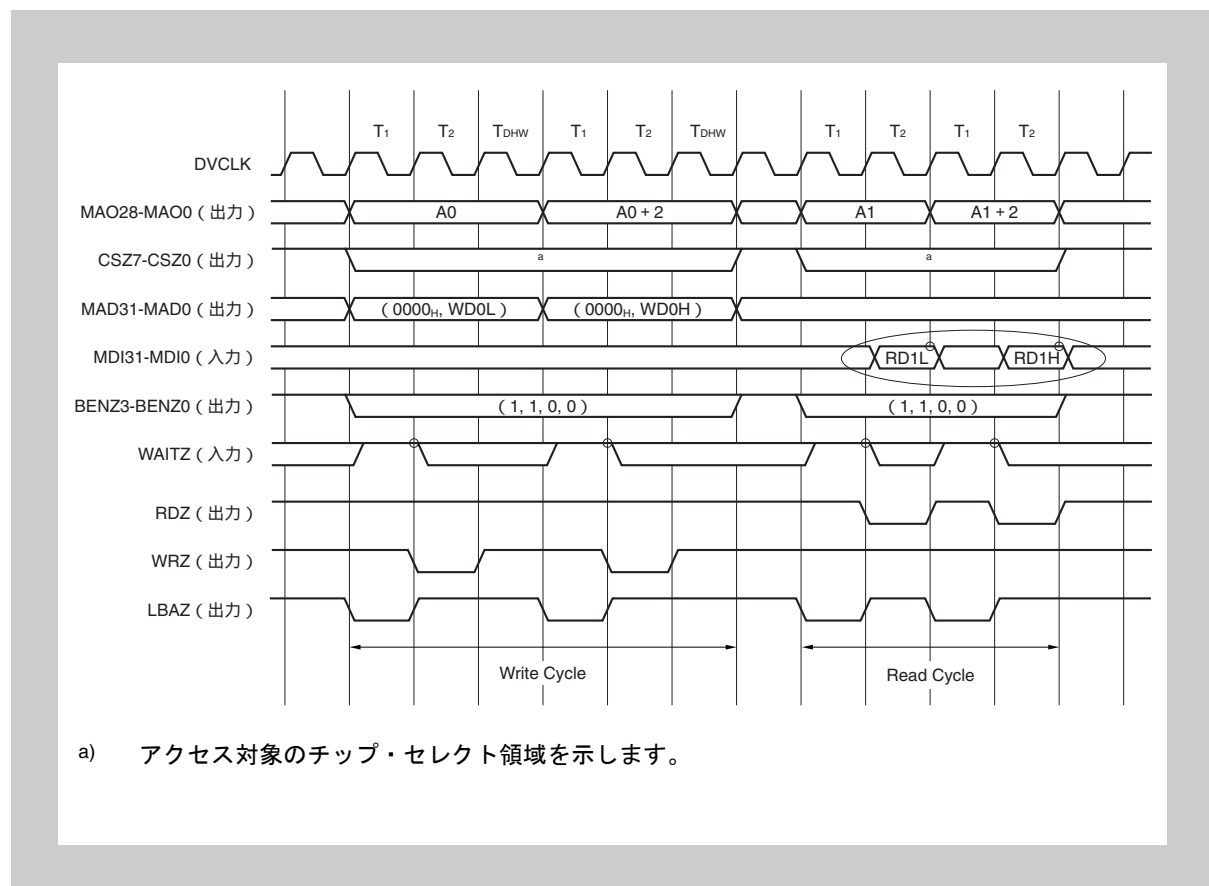 T1 T2 TDHW T1 T2 TDHW T1 T2 T1 T2
DVCLK
MAO28-MAO0 ( 出力 ) A0 A0 + 2 A1 A1 + 2
CSZ7-CSZ0 ( 出力 ) a a
MAD31-MAD0 ( 出力 ) ( 0000H, WD0L ) ( 0000H, WD0H )
MDI31-MDI0 ( 入力 ) RD1L RD1H
BENZ3-BENZ0 ( 出力 ) ( 1, 1, 0, 0 ) ( 1, 1, 0, 0 )
WAITZ ( 入力 )
RDZ ( 出力 )
WRZ ( 出力 )
LBAZ ( 出力 )
Write Cycle Read Cycle
a) アクセス対象のチップ・セレクト領域を示します。